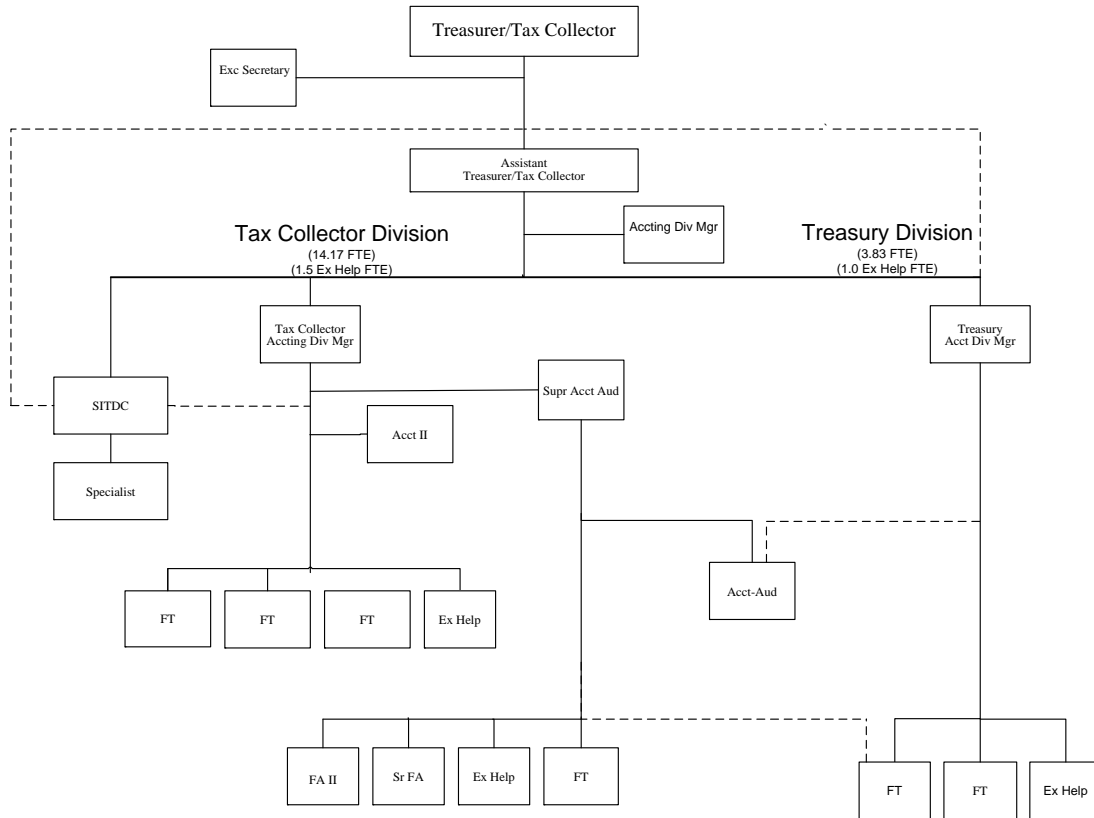 Treasurer/Tax Collector
Exc Secretary
Assistant
Treasurer/Tax Collector
Accting Div Mgr
Tax Collector Division
(14.17 FTE)
(1.5 Ex Help FTE)
Treasury Division
(3.83 FTE)
(1.0 Ex Help FTE)
Tax Collector
Accting Div Mgr
Treasury
Acct Div Mgr
SITDC
Supr Acct Aud
Acct II
Specialist
Acct-Aud
FT
FT
FT
Ex Help
FA II
Sr FA
Ex Help
FT
FT
FT
Ex Help